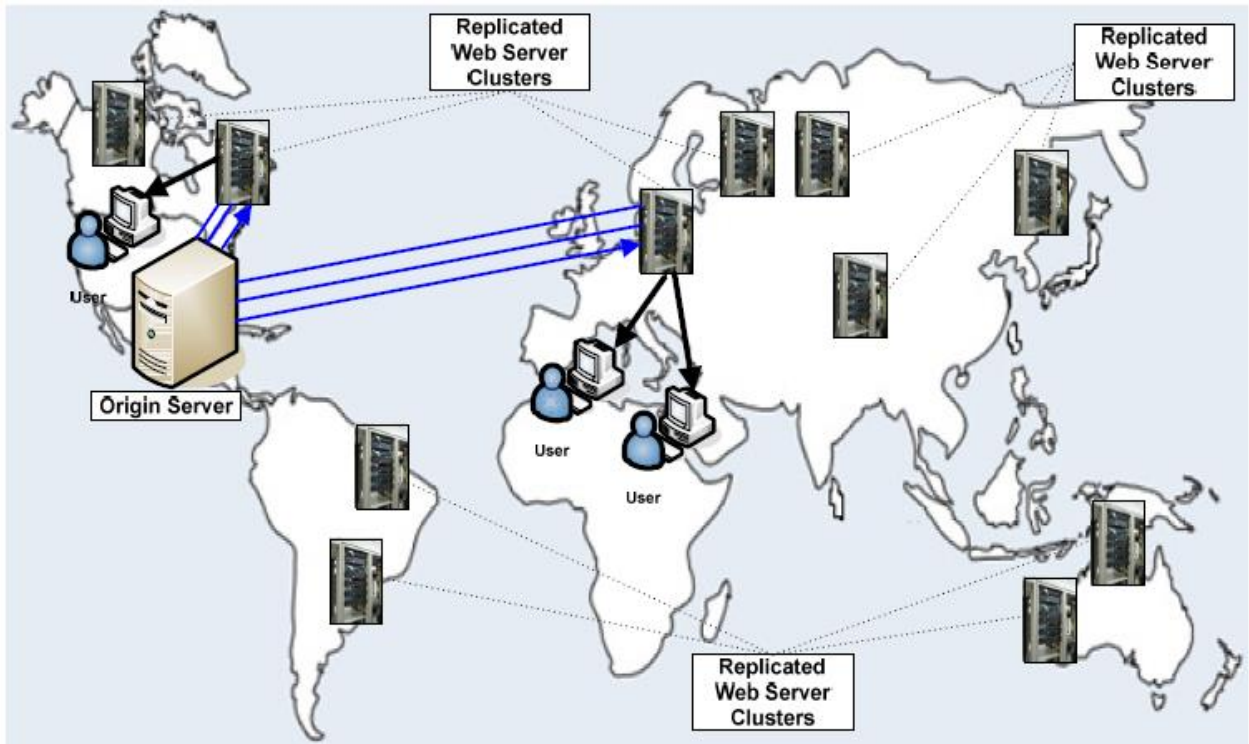 Replicated
Web Server
Clusters
Replicated
Web Server
Clusters
User
Origin Server
User
User
Replicated
Web Server
Clusters